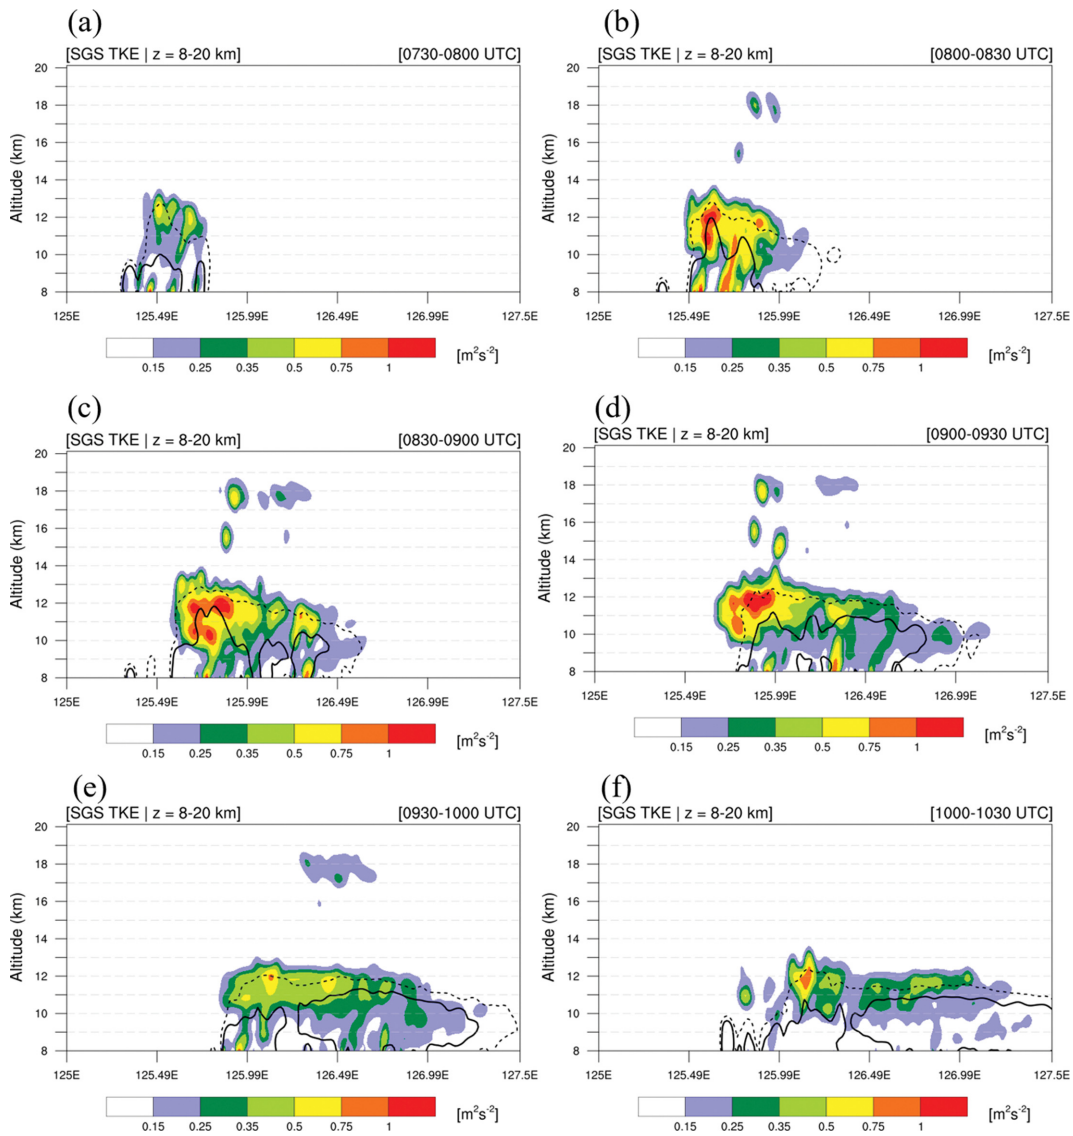 (a)
[SGS TKE | z = 8-20 km] [0730-0800 UTC]
20
18
16
14
12
10
8
Altitude (km)
125E 125.49E 125.99E 126.49E 126.99E 127.5E
0.15 0.25 0.35 0.5 0.75 1
[m²s⁻²]
(b)
[SGS TKE | z = 8-20 km] [0800-0830 UTC]
20
18
16
14
12
10
8
Altitude (km)
125E 125.49E 125.99E 126.49E 126.99E 127.5E
0.15 0.25 0.35 0.5 0.75 1
[m²s⁻²]
(c)
[SGS TKE | z = 8-20 km] [0830-0900 UTC]
20
18
16
14
12
10
8
Altitude (km)
125E 125.49E 125.99E 126.49E 126.99E 127.5E
0.15 0.25 0.35 0.5 0.75 1
[m²s⁻²]
(d)
[SGS TKE | z = 8-20 km] [0900-0930 UTC]
20
18
16
14
12
10
8
Altitude (km)
125E 125.49E 125.99E 126.49E 126.99E 127.5E
0.15 0.25 0.35 0.5 0.75 1
[m²s⁻²]
(e)
[SGS TKE | z = 8-20 km] [0930-1000 UTC]
20
18
16
14
12
10
8
Altitude (km)
125E 125.49E 125.99E 126.49E 126.99E 127.5E
0.15 0.25 0.35 0.5 0.75 1
[m²s⁻²]
(f)
[SGS TKE | z = 8-20 km] [1000-1030 UTC]
20
18
16
14
12
10
8
Altitude (km)
125E 125.49E 125.99E 126.49E 126.99E 127.5E
0.15 0.25 0.35 0.5 0.75 1
[m²s⁻²]